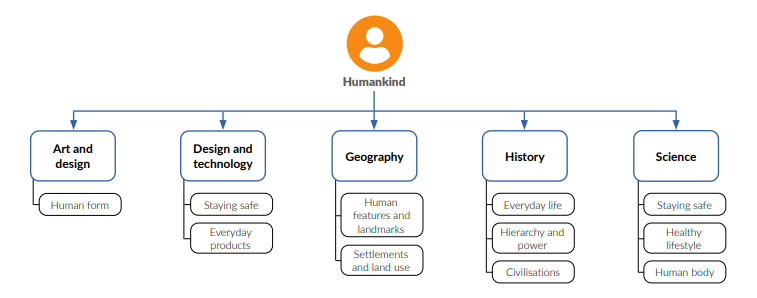 Humankind
Art and
design
Human form
Design and
technology
Staying safe
Everyday
products
Geography
Human
features and
landmarks
Settlements
and land use
History
Everyday life
Hierarchy and
power
Civilisations
Science
Staying safe
Healthy
lifestyle
Human body